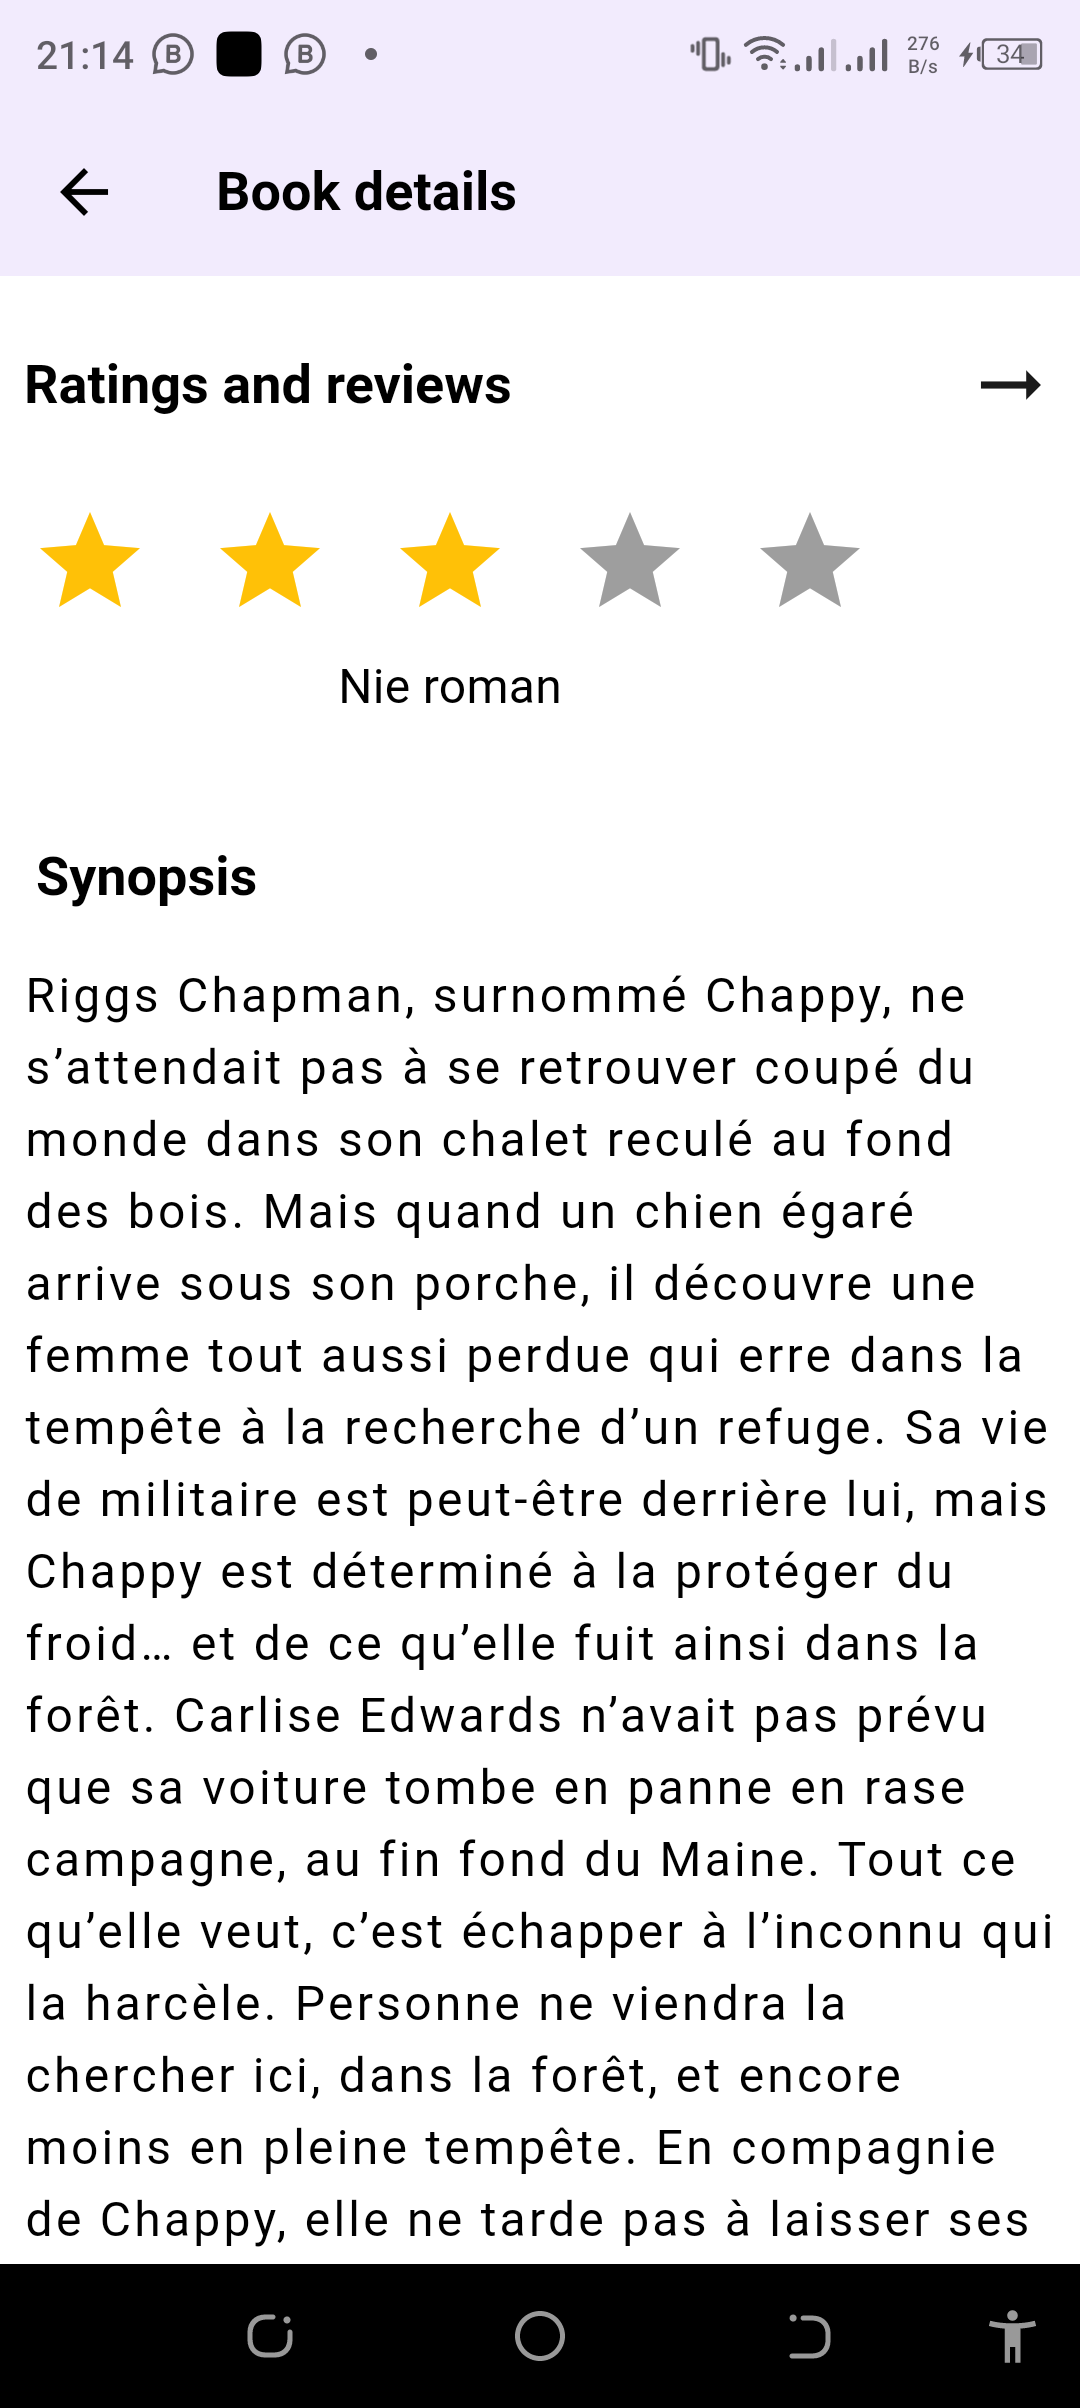 21:14
276
B/s
34
Book details
Ratings and reviews
Nie roman
Synopsis
Riggs Chapman, surnommé Chappy, ne
s’attendait pas à se retrouver coupé du
monde dans son chalet reculé au fond
des bois. Mais quand un chien égaré
arrive sous son porche, il découvre une
femme tout aussi perdue qui erre dans la
tempête à la recherche d’un refuge. Sa vie
de militaire est peut-être derrière lui, mais
Chappy est déterminé à la protéger du
froid… et de ce qu’elle fuit ainsi dans la
forêt. Carlise Edwards n’avait pas prévu
que sa voiture tombe en panne en rase
campagne, au fin fond du Maine. Tout ce
qu’elle veut, c’est échapper à l’inconnu qui
la harcèle. Personne ne viendra la
chercher ici, dans la forêt, et encore
moins en pleine tempête. En compagnie
de Chappy, elle ne tarde pas à laisser ses